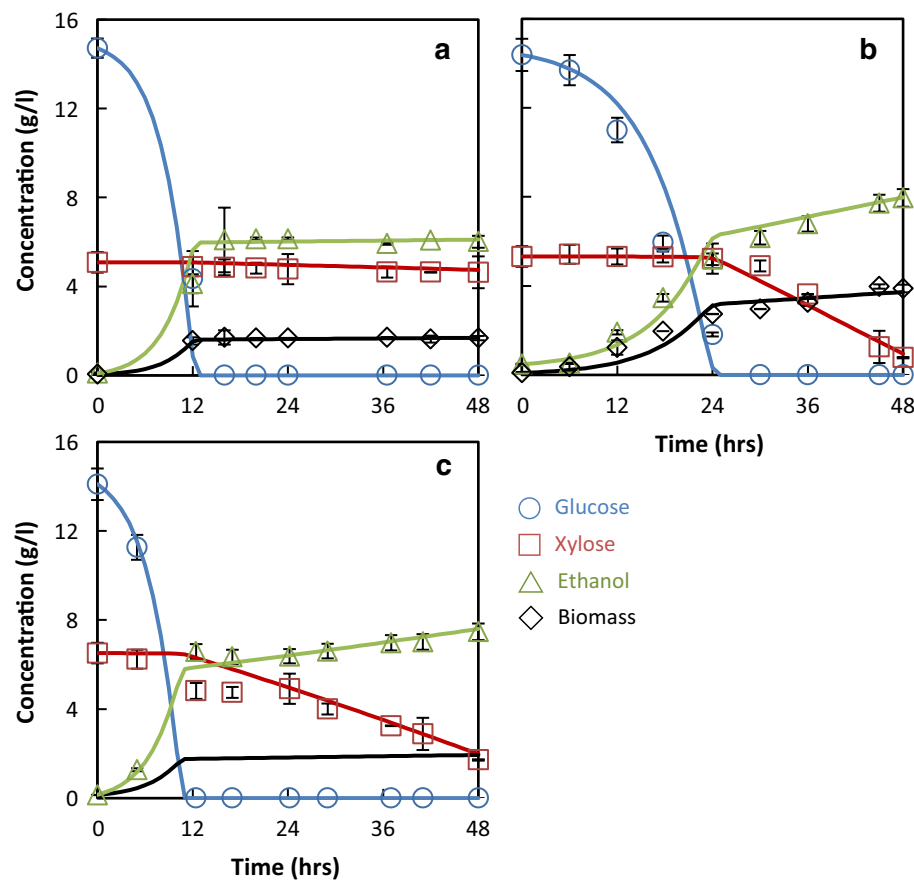 16
12
8
4
0
Concentration (g/l)
a
0
12
24
36
48
b
0
12
24
36
48
Time (hrs)
16
12
8
4
0
Concentration (g/l)
c
0
12
24
36
48
Time (hrs)
Glucose
Xylose
Ethanol
Biomass